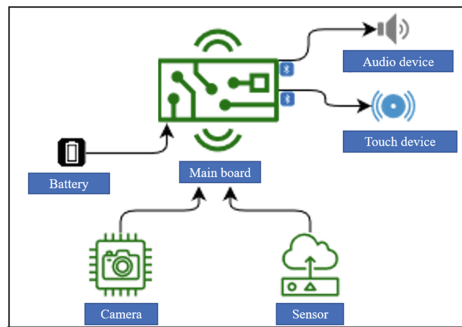 Audio device
Touch device
Battery
Main board
Camera
Sensor